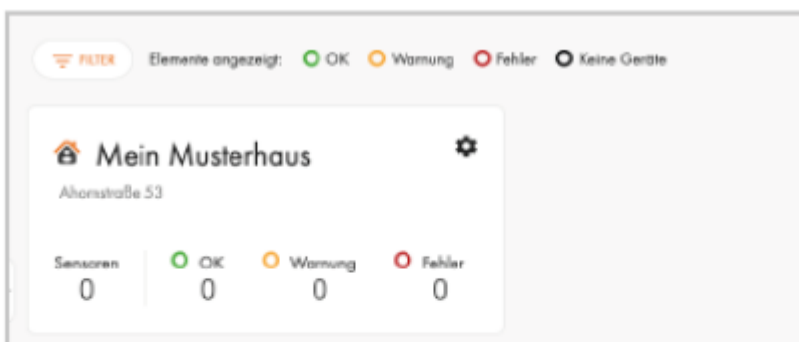 FILTER Elemente angezeigt: OK Warnung Fehler Keine Geräte
Mein Musterhaus
Ahornstraße 53
Sensoren OK Warnung Fehler
0 0 0 0